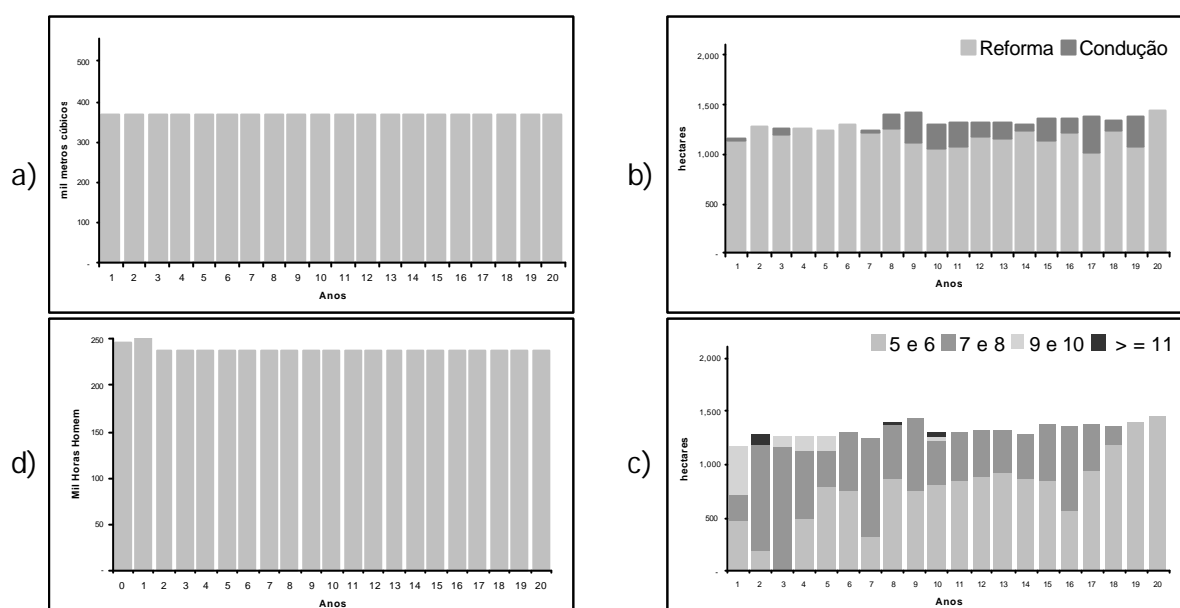 a)
mil metros cúbicos
500
400
300
200
100
-
1 2 3 4 5 6 7 8 9 10 11 12 13 14 15 16 17 18 19 20
Anos
b)
Reforma Condução
hectares
2,000
1,500
1,000
500
-
1 2 3 4 5 6 7 8 9 10 11 12 13 14 15 16 17 18 19 20
Anos
d)
Mil Horas Homem
250
200
150
100
50
-
0 1 2 3 4 5 6 7 8 9 10 11 12 13 14 15 16 17 18 19 20
Anos
c)
5 e 6 7 e 8 9 e 10 > = 11
hectares
2,000
1,500
1,000
500
-
1 2 3 4 5 6 7 8 9 10 11 12 13 14 15 16 17 18 19 20
Anos